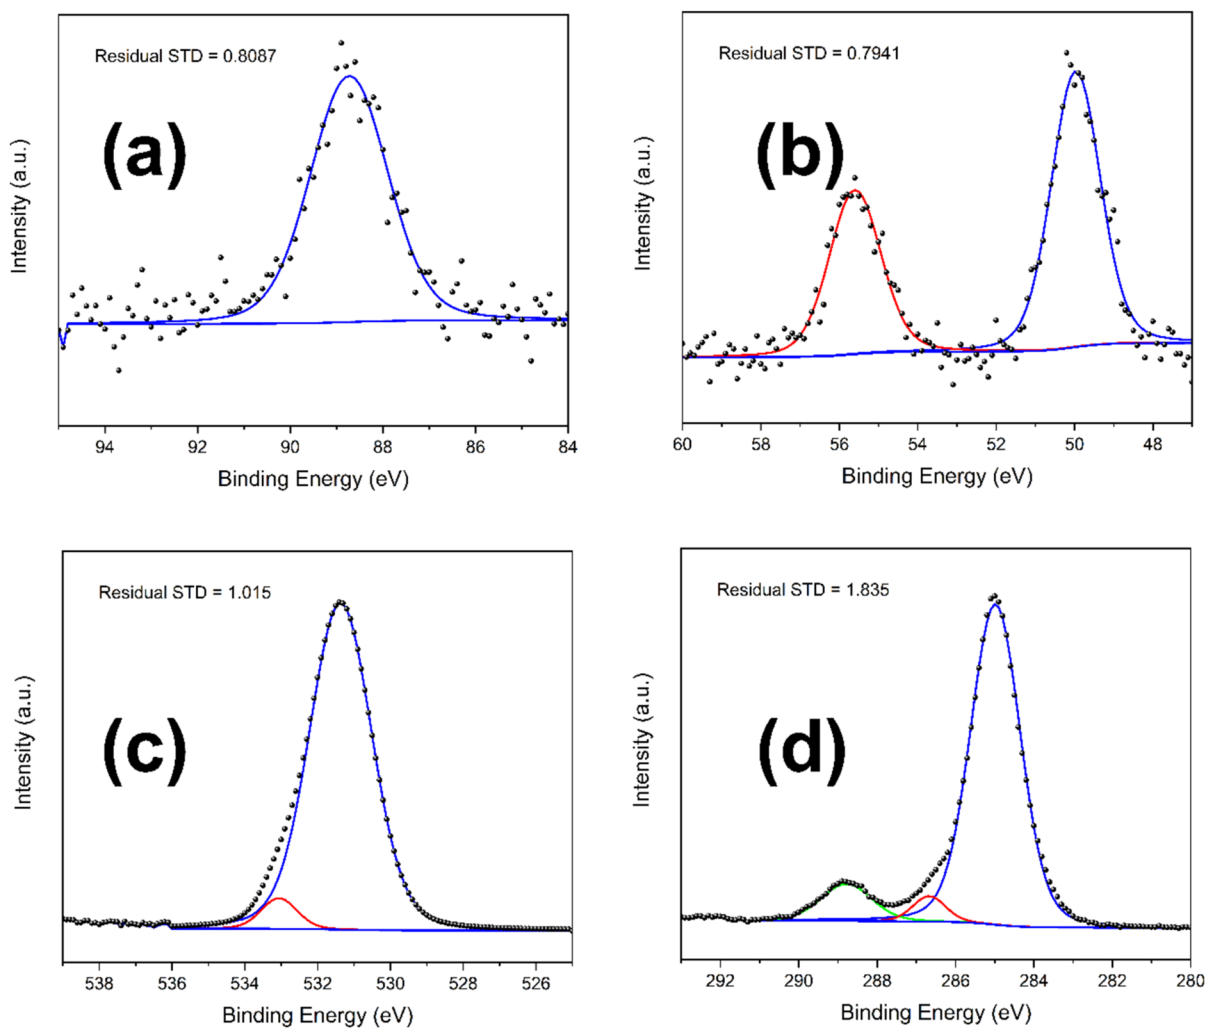 Residual STD = 0.8087
(a)
Intensity (a.u.)
94 92 90 88 86 84
Binding Energy (eV)
Residual STD = 0.7941
(b)
Intensity (a.u.)
60 58 56 54 52 50 48
Binding Energy (eV)
Residual STD = 1.015
(c)
Intensity (a.u.)
538 536 534 532 530 528 526
Binding Energy (eV)
Residual STD = 1.835
(d)
Intensity (a.u.)
292 290 288 286 284 282 280
Binding Energy (eV)